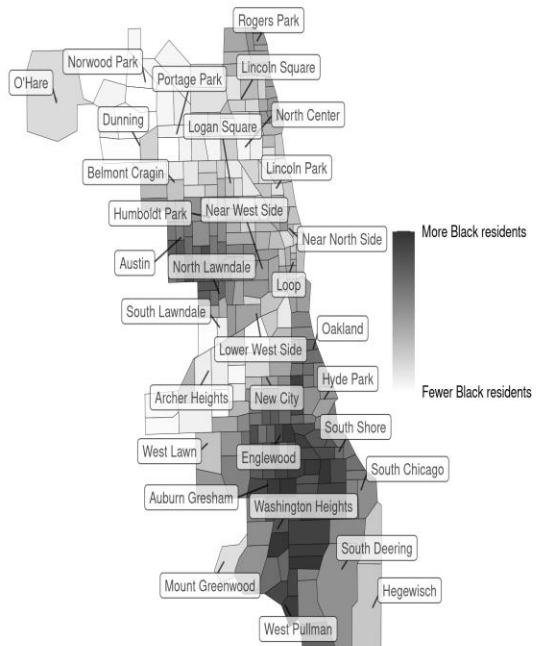 Rogers Park
Norwood Park
Lincoln Square
Portage Park
O'Hare
Dunning
Logan Square
North Center
Belmont Cragin
Lincoln Park
Humboldt Park
Near West Side
More Black residents
Near North Side
Austin
North Lawndale
Loop
South Lawndale
Oakland
Lower West Side
Hyde Park
Archer Heights
New City
Fewer Black residents
South Shore
West Lawn
Englewood
South Chicago
Auburn Gresham
Washington Heights
South Deering
Mount Greenwood
Hegewisch
West Pullman